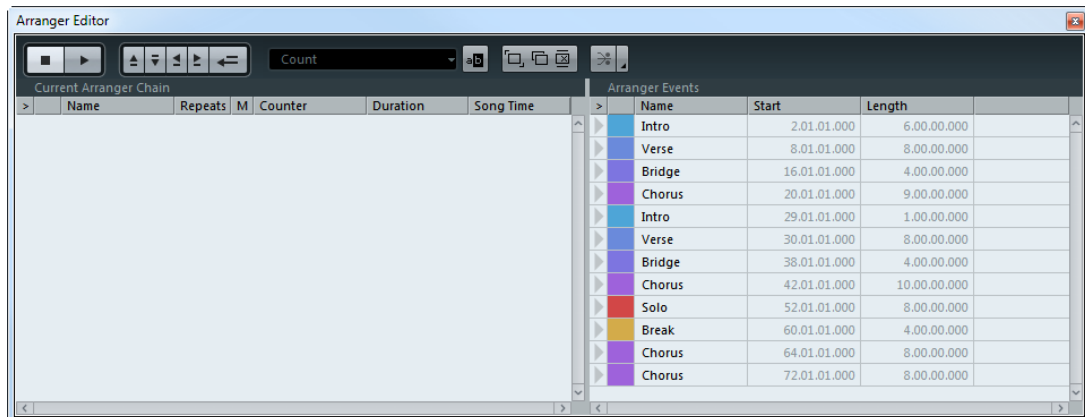 Arranger Editor
Count
ab
Current Arranger Chain
Arranger Events
> Name Repeats M Counter Duration Song Time
> Name Start Length
Intro 2.01.01.000 6.00.00.000
Verse 8.01.01.000 8.00.00.000
Bridge 16.01.01.000 4.00.00.000
Chorus 20.01.01.000 9.00.00.000
Intro 29.01.01.000 1.00.00.000
Verse 30.01.01.000 8.00.00.000
Bridge 38.01.01.000 4.00.00.000
Chorus 42.01.01.000 10.00.00.000
Solo 52.01.01.000 8.00.00.000
Break 60.01.01.000 4.00.00.000
Chorus 64.01.01.000 8.00.00.000
Chorus 72.01.01.000 8.00.00.000